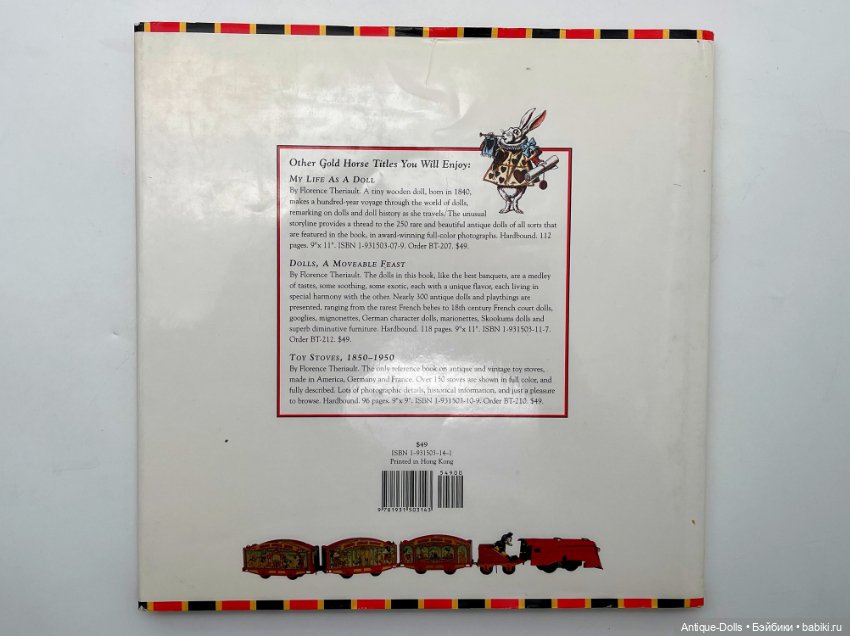 Other Gold Horse Titles You Will Enjoy:
My Life As A Doll
By Florence Theriault. A tiny wooden doll, born in 1840,
makes a hundred-year voyage through the world of dolls,
remarking on dolls and doll history as she travels. The unusual
storyline provides a thread to the 250 rare and beautiful antique dolls of all sorts that
are featured in the book, in award-winning full-color photographs. Hardbound. 112
pages. 9"x 11". ISBN 1-931503-07-9. Order BT-207. $49.
Dolls, A Moveable Feast
By Florence Theriault. The dolls in this book, like the best banquets, are a medley
of tastes, some soothing, some exotic, each with a unique flavor, each living in
special harmony with the other. Nearly 300 antique dolls and playthings are
presented, ranging from the rarest French bebes to 18th century French court dolls,
googlies, mignonettes, German character dolls, marionettes, Skookums dolls and
superb diminutive furniture. Hardbound. 118 pages. 9"x 11". ISBN 1-931503-11-7.
Order BT-212. $49.
Toy Stoves, 1850–1950
By Florence Theriault. The only reference book on antique and vintage toy stoves,
made in America, Germany and France. Over 150 stoves are shown in full color, and
fully described. Lots of photographic details, historical information, and just a pleasure
to browse. Hardbound. 96 pages. 9"x 9". ISBN 1-931503-10-9. Order BT-210. $49.
$49
ISBN 1-931503-14-1
Printed in Hong Kong
54900
9 781931 503143
Antique-Dolls • Бэйбики • babiki.ru